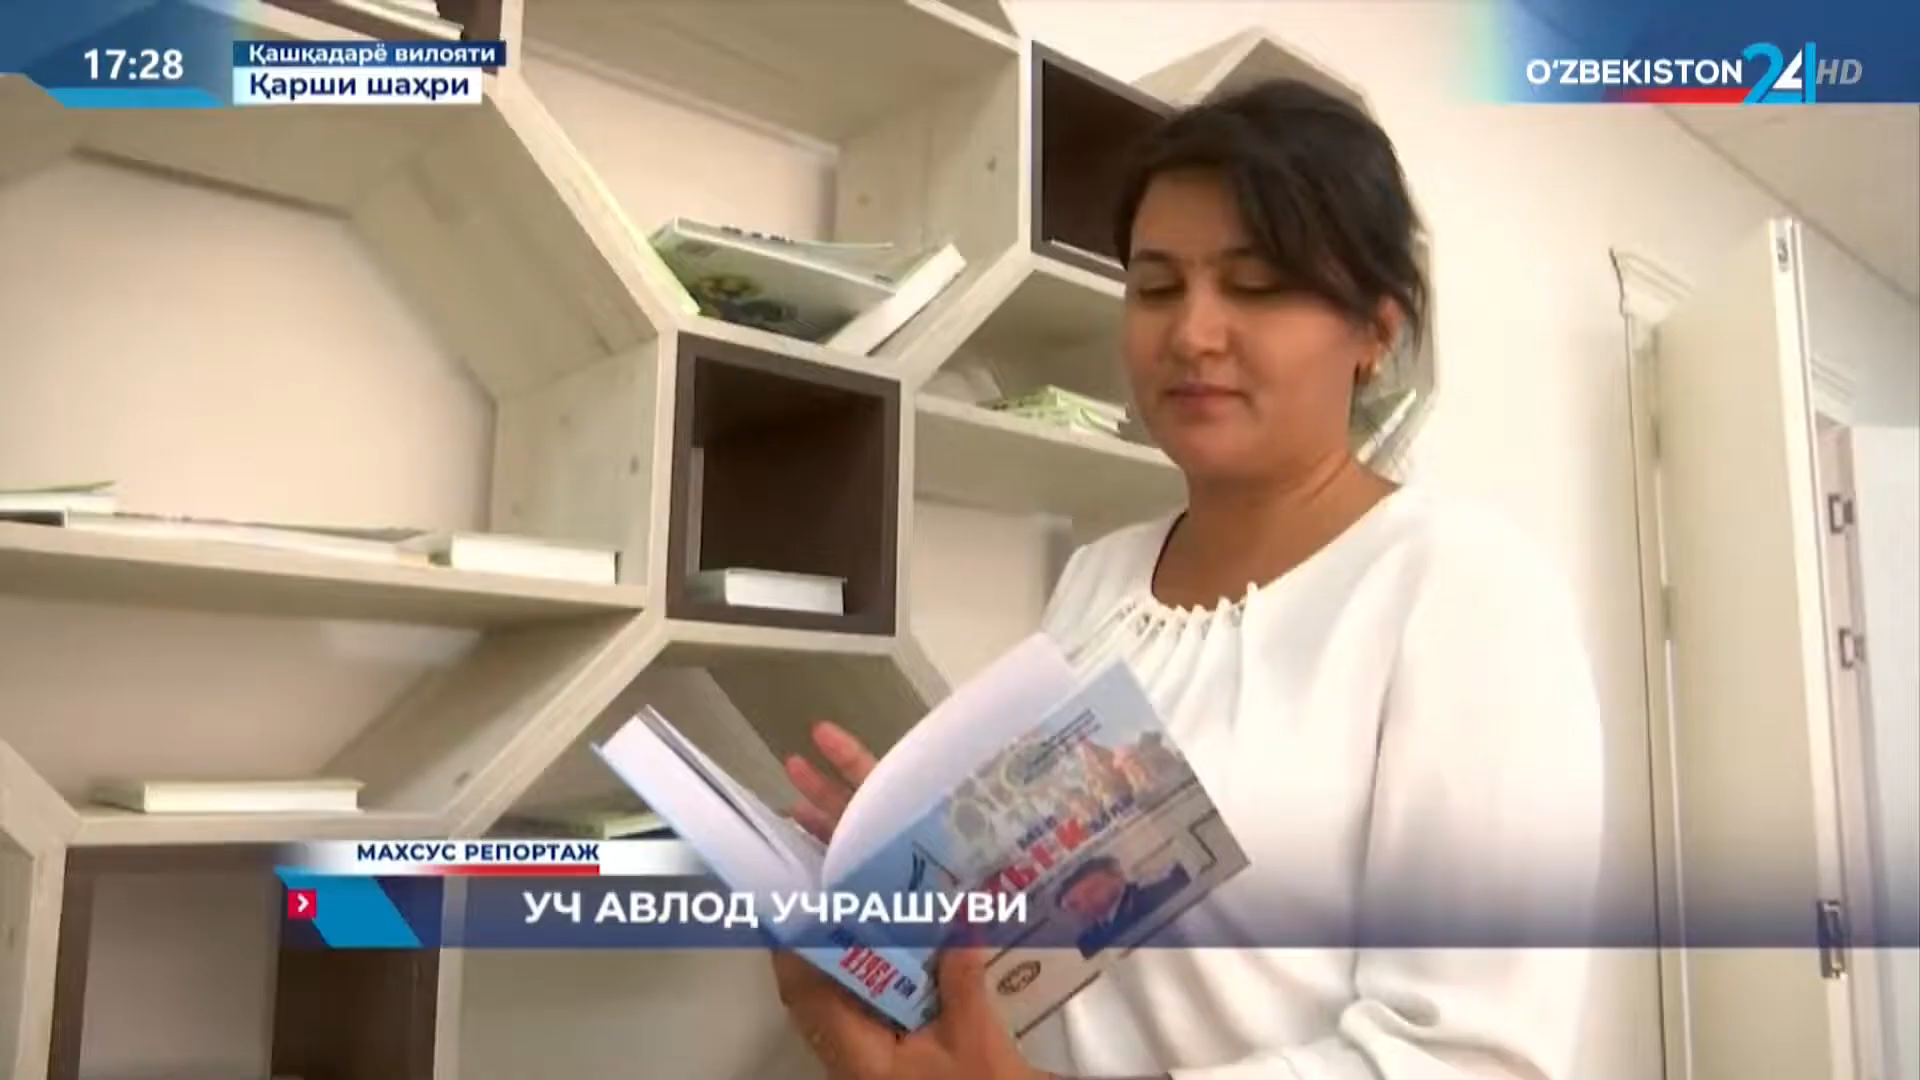 17:28
Қашқадарё вилояти
Қарши шаҳри
O‘ZBEKISTON 24 HD
МАХСУС РЕПОРТАЖ
УЧ АВЛОД УЧРАШУВИ